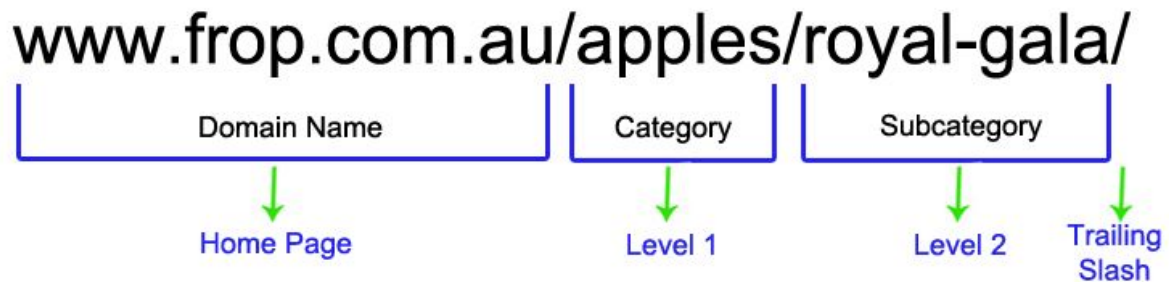 www.frop.com.au/apples/royal-gala/
Domain Name Category Subcategory
Home Page Level 1 Level 2 Trailing
Slash